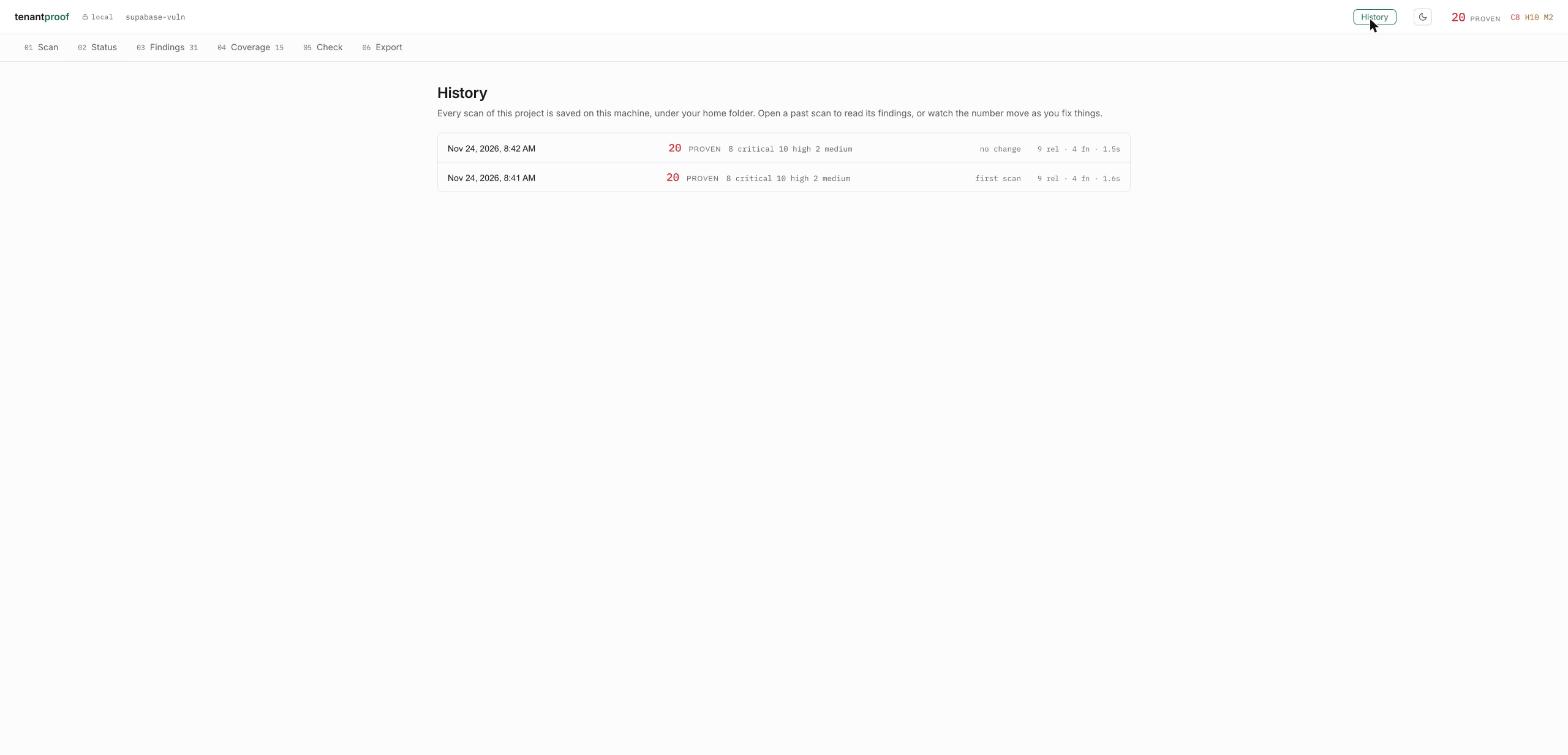 tenantproof local supabase-vuln History 20 PROVEN C8 H10 M2
01 Scan 02 Status 03 Findings 31 04 Coverage 15 05 Check 06 Export
History
Every scan of this project is saved on this machine, under your home folder. Open a past scan to read its findings, or watch the number move as you fix things.
Nov 24, 2026, 8:42 AM 20 PROVEN 8 critical 10 high 2 medium no change 9 rel · 4 fn · 1.5s
Nov 24, 2026, 8:41 AM 20 PROVEN 8 critical 10 high 2 medium first scan 9 rel · 4 fn · 1.6s